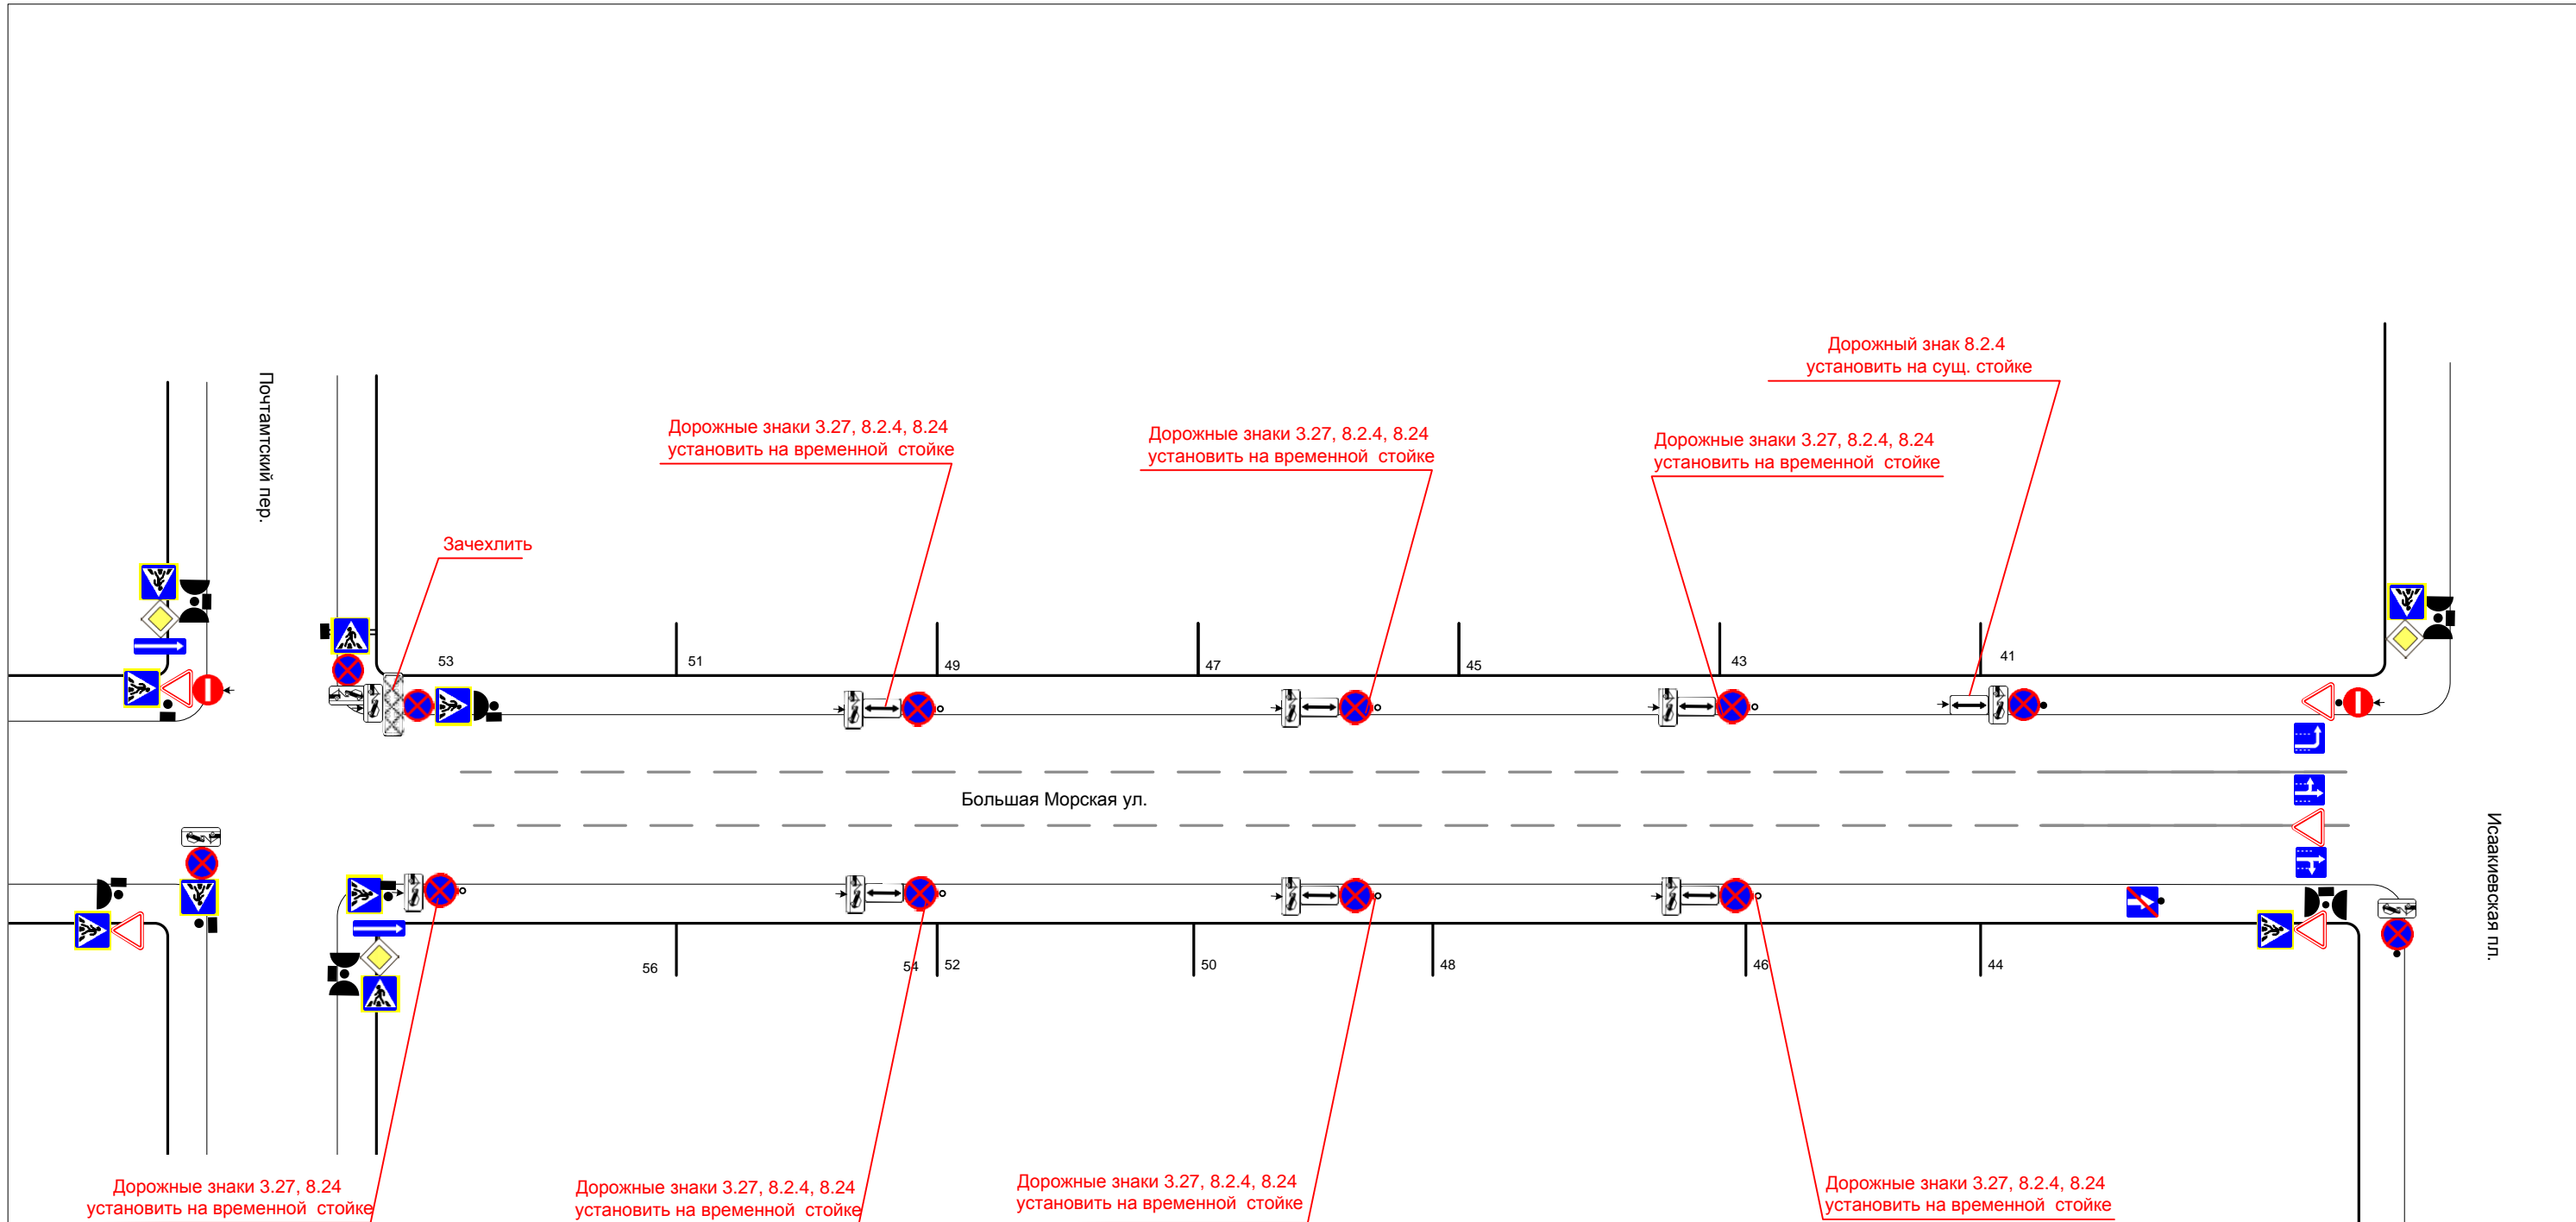 Дорожный знак 8.2.4
установить на сущ. стойке
Почтамтский пер.
Дорожные знаки 3.27, 8.2.4, 8.24
установить на временной стойке
Дорожные знаки 3.27, 8.2.4, 8.24
установить на временной стойке
Дорожные знаки 3.27, 8.2.4, 8.24
установить на временной стойке
Зачехлить
53
51
49
47
45
43
41
Большая Морская ул.
Исаакиевская пл.
56
54
52
50
48
46
44
Дорожные знаки 3.27, 8.24
установить на временной стойке
Дорожные знаки 3.27, 8.2.4, 8.24
установить на временной стойке
Дорожные знаки 3.27, 8.2.4, 8.24
установить на временной стойке
Дорожные знаки 3.27, 8.2.4, 8.24
установить на временной стойке